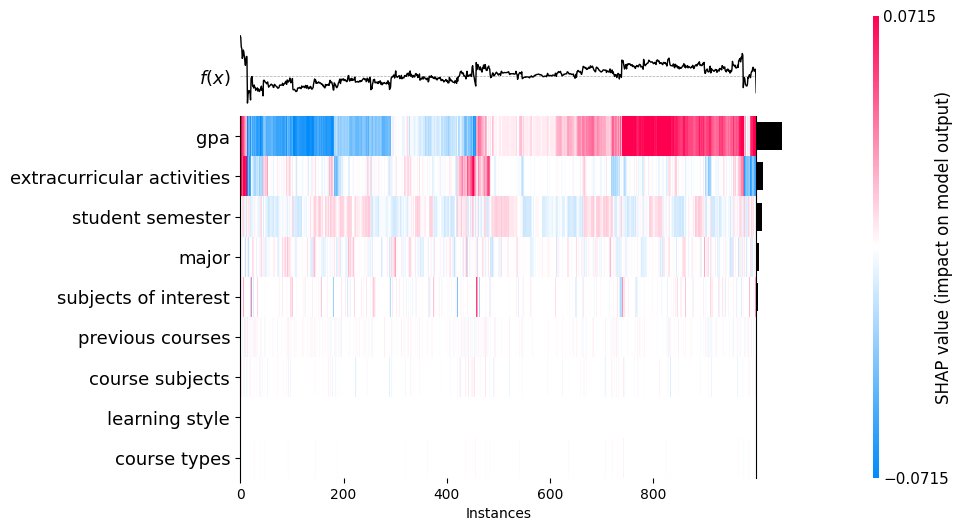 0.0715
f(x)
gpa
extracurricular activities
student semester
major
subjects of interest
previous courses
course subjects
learning style
course types
−0.0715
0 200 400 600 800
Instances
SHAP value (impact on model output)